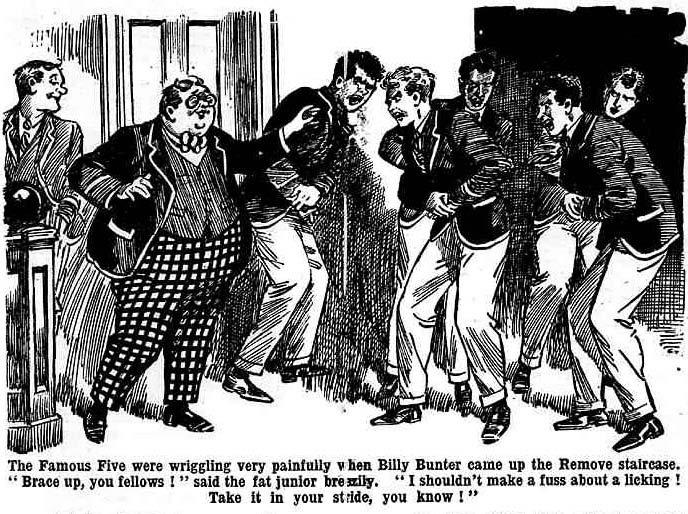 The Famous Five were wriggling very painfully when Billy Bunter came up the Remove staircase.
“ Brace up, you fellows ! ” said the fat junior breezily. “ I shouldn't make a fuss about a licking !
Take it in your stride, you know ! ”